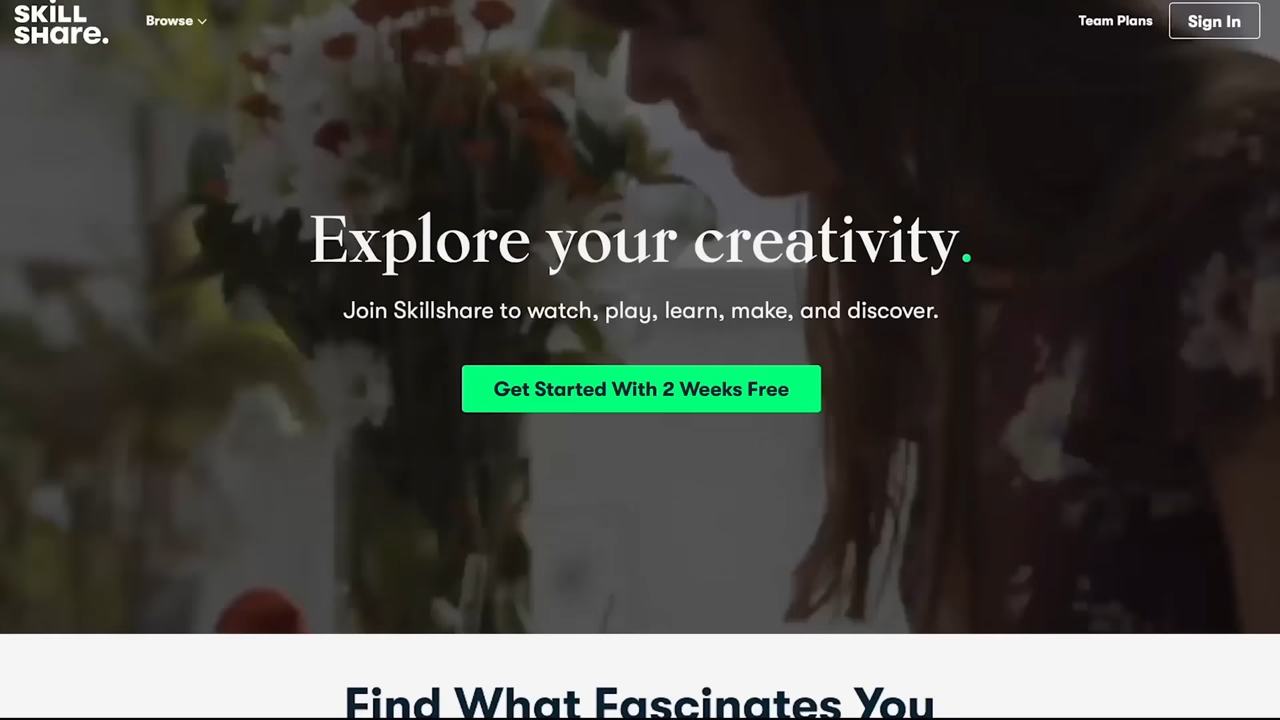 SKiLL
SHare.
Browse
Team Plans
Sign In
Explore your creativity.
Join Skillshare to watch, play, learn, make, and discover.
Get Started With 2 Weeks Free
Find What Fascinates You